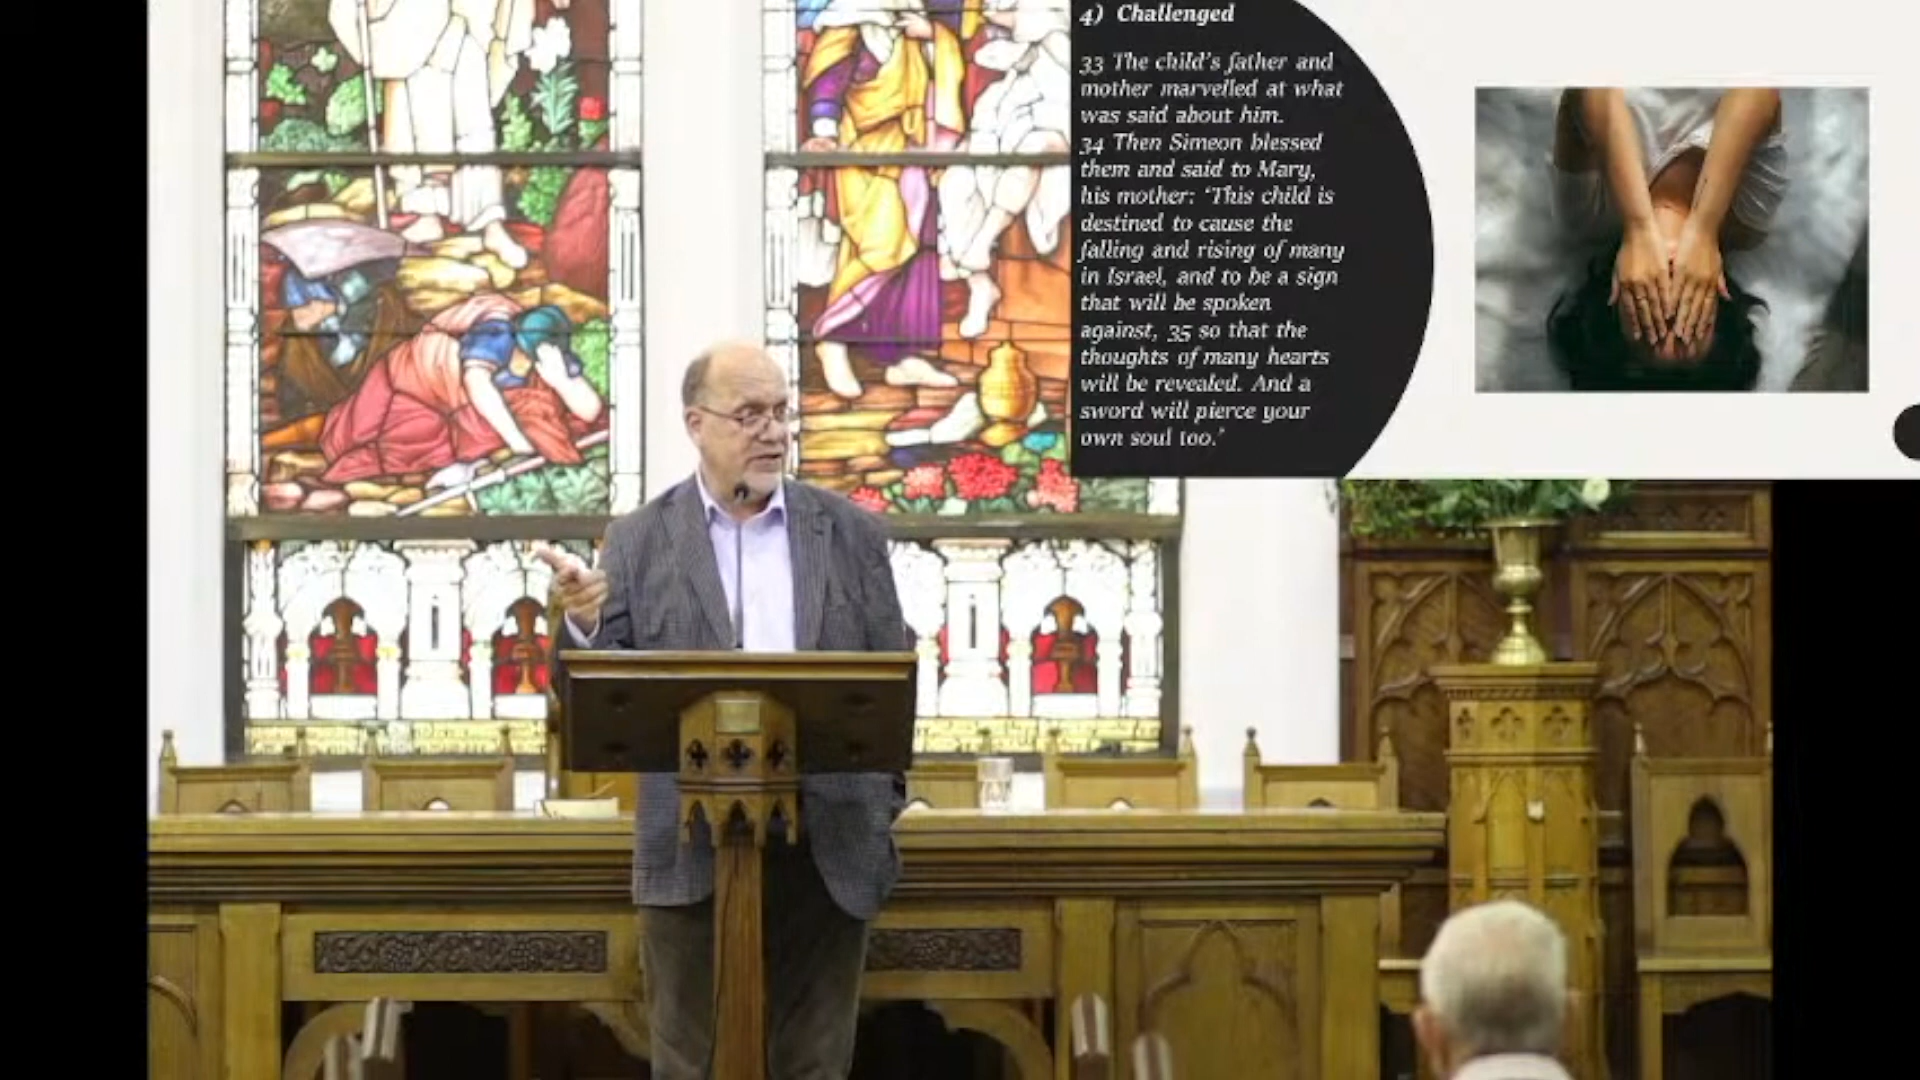 4) Challenged
33 The child's father and
mother marvelled at what
was said about him.
34 Then Simeon blessed
them and said to Mary,
his mother: 'This child is
destined to cause the
falling and rising of many
in Israel, and to be a sign
that will be spoken
against, 35 so that the
thoughts of many hearts
will be revealed. And a
sword will pierce your
own soul too.'